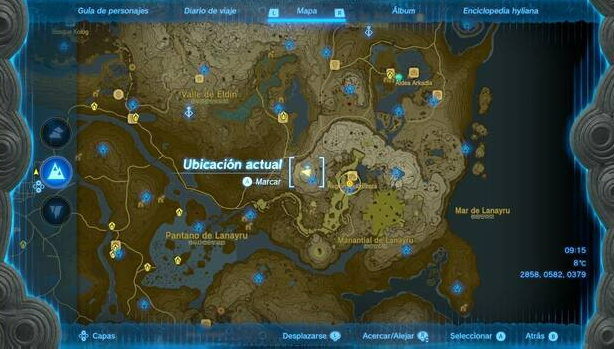 Guía de personajes
Diario de viaje
L Mapa R
Álbum
Enciclopedia hyliana
Valle de Eldin
Aldea Arkadia
Ubicación actual
A Marcar
Mar de Lanayru
Pantano de Lanayru
Manantial de Lanayru
09:15
8°C
2858, 0582, 0379
Capas
Desplazarse L
Acercar/Alejar R
Seleccionar A
Atrás B